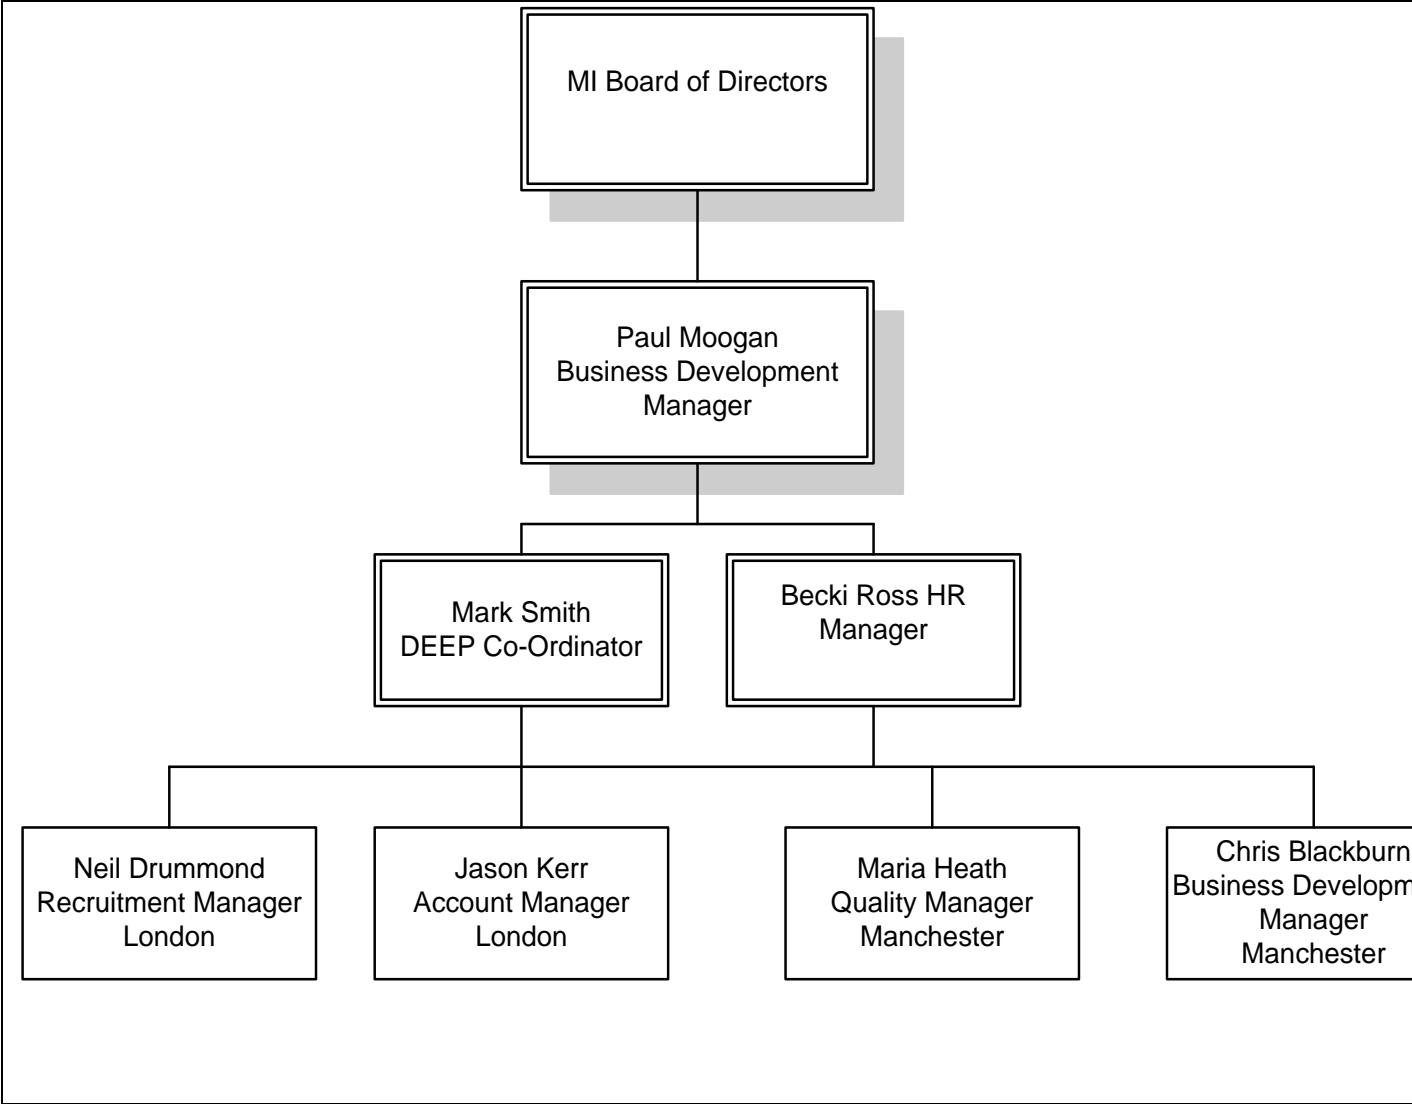 MI Board of Directors
Paul Moogan
Business Development
Manager
Mark Smith
DEEP Co-Ordinator
Becki Ross HR
Manager
Neil Drummond
Recruitment Manager
London
Jason Kerr
Account Manager
London
Maria Heath
Quality Manager
Manchester
Chris Blackburn
Business
Manager
Manchester